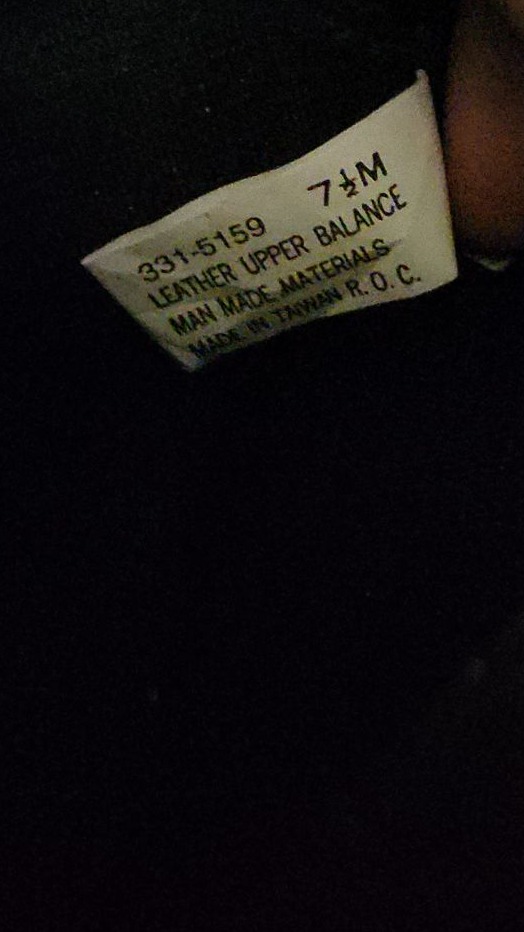 331-5159 7½M
LEATHER UPPER BALANCE
MAN MADE MATERIALS
MADE IN TAIWAN R.O.C.